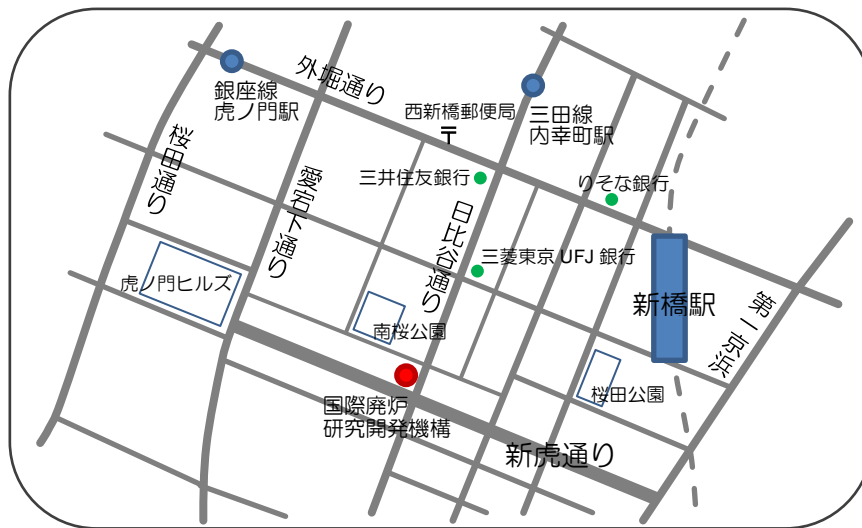 外堀通り
銀座線
虎ノ門駅
西新橋郵便局
〒
三田線
内幸町駅
桜田通り
愛宕下通り
三井住友銀行
りそな銀行
日比谷通り
三菱東京 UFJ 銀行
虎ノ門ヒルズ
南桜公園
新橋駅
第一京浜
桜田公園
国際廃炉
研究開発機構
新虎通り